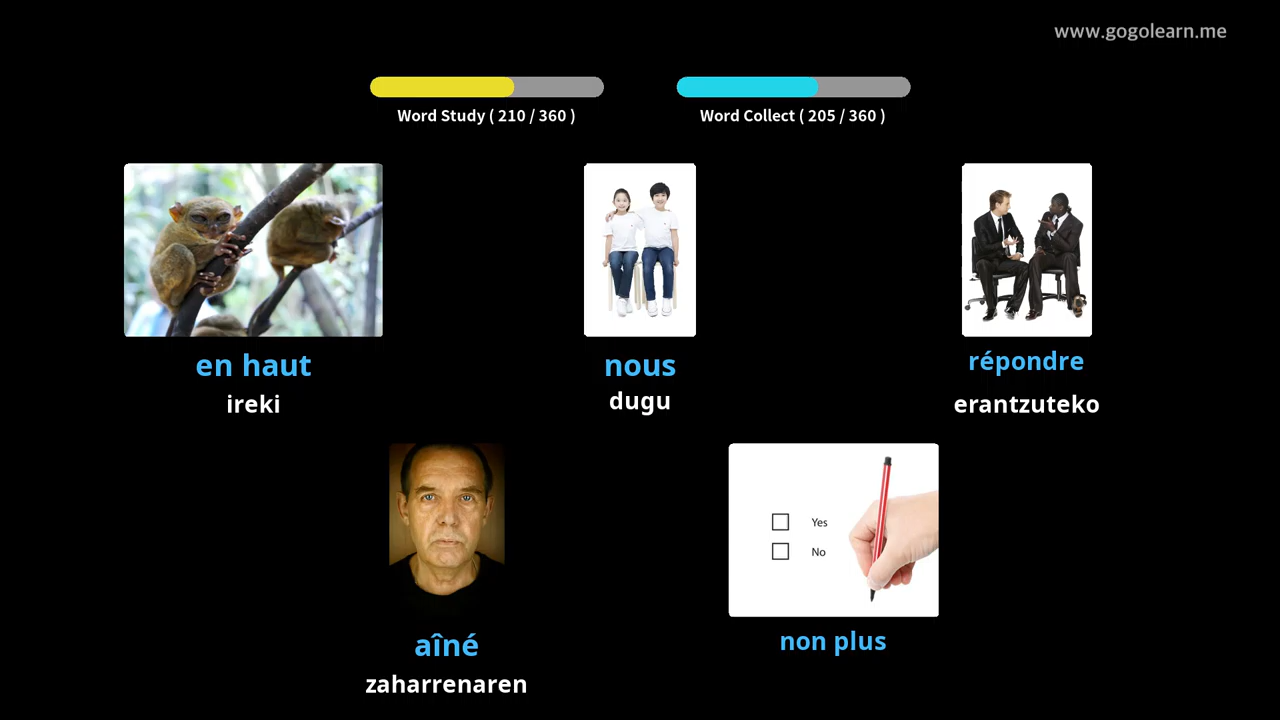 www.gogolearn.me
Word Study ( 210 / 360 )
Word Collect ( 205 / 360 )
en haut
ireki
nous
dugu
répondre
erantzuteko
Yes
No
aîné
zaharrenaren
non plus